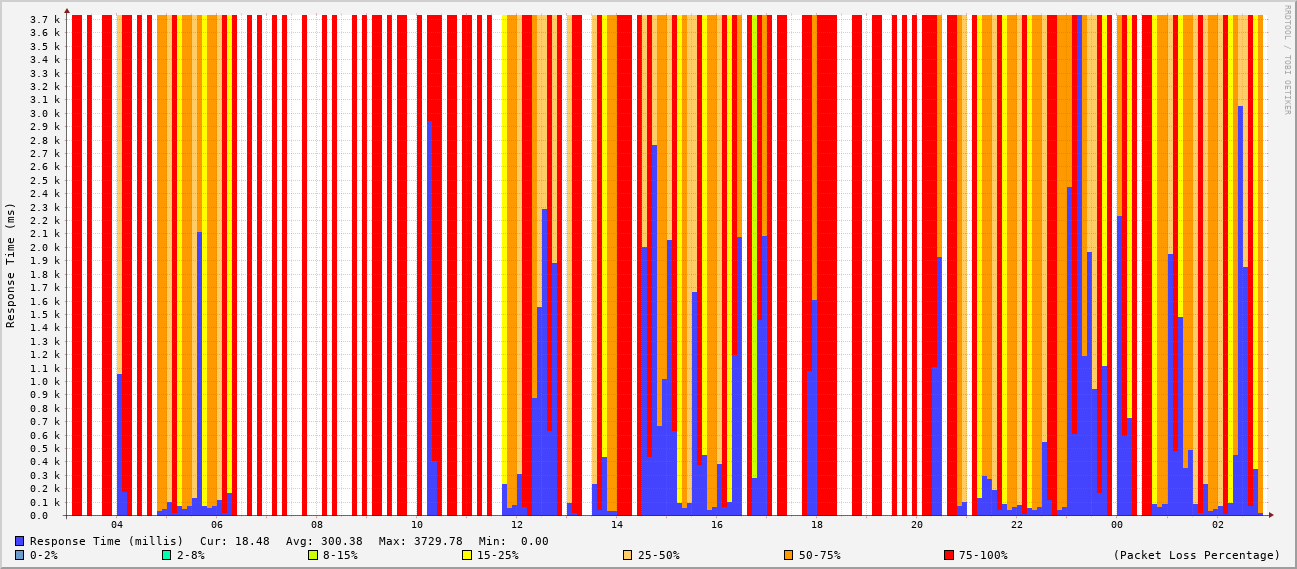 RRDTOOL / TOBI OETIKER
Response Time (ms)
3.7 k
3.6 k
3.5 k
3.4 k
3.3 k
3.2 k
3.1 k
3.0 k
2.9 k
2.8 k
2.7 k
2.6 k
2.5 k
2.4 k
2.3 k
2.2 k
2.1 k
2.0 k
1.9 k
1.8 k
1.7 k
1.6 k
1.5 k
1.4 k
1.3 k
1.2 k
1.1 k
1.0 k
0.9 k
0.8 k
0.7 k
0.6 k
0.5 k
0.4 k
0.3 k
0.2 k
0.1 k
0.0
04 06 08 10 12 14 16 18 20 22 00 02
Response Time (millis) Cur: 18.48 Avg: 300.38 Max: 3729.78 Min: 0.00
0-2% 2-8% 8-15% 15-25% 25-50% 50-75% 75-100% (Packet Loss Percentage)